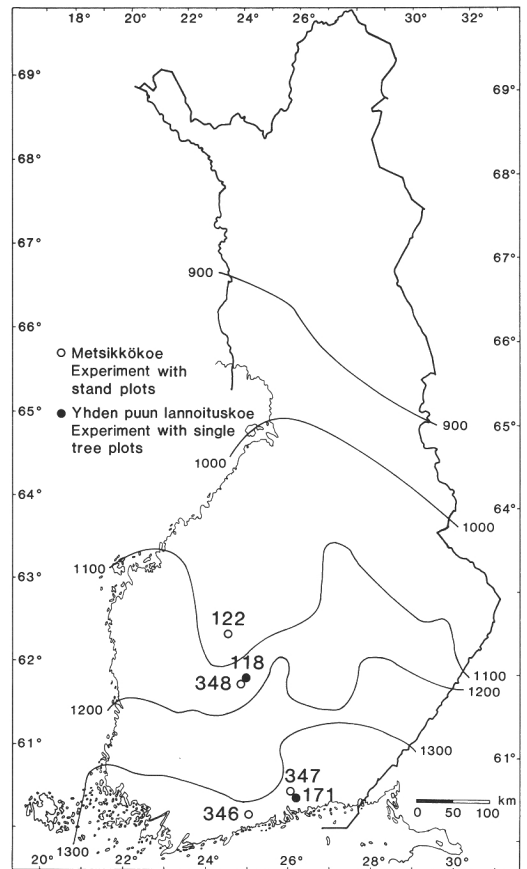 20° 22° 24° 26° 28° 30° 32°
69° 69°
68° 68°
67° 67°
900
66° 66°
Metsikkökoe
Experiment with
stand plots
65° 65°
Yhden puun lannoituskoe
Experiment with single
tree plots
900
1000
64° 64°
1000
63° 63°
1100
122
62° 62°
118
348
1100
1200
1200
61° 61°
1300
347
171
346
km
0 50 100
1300
20° 22° 24° 26° 28° 30°